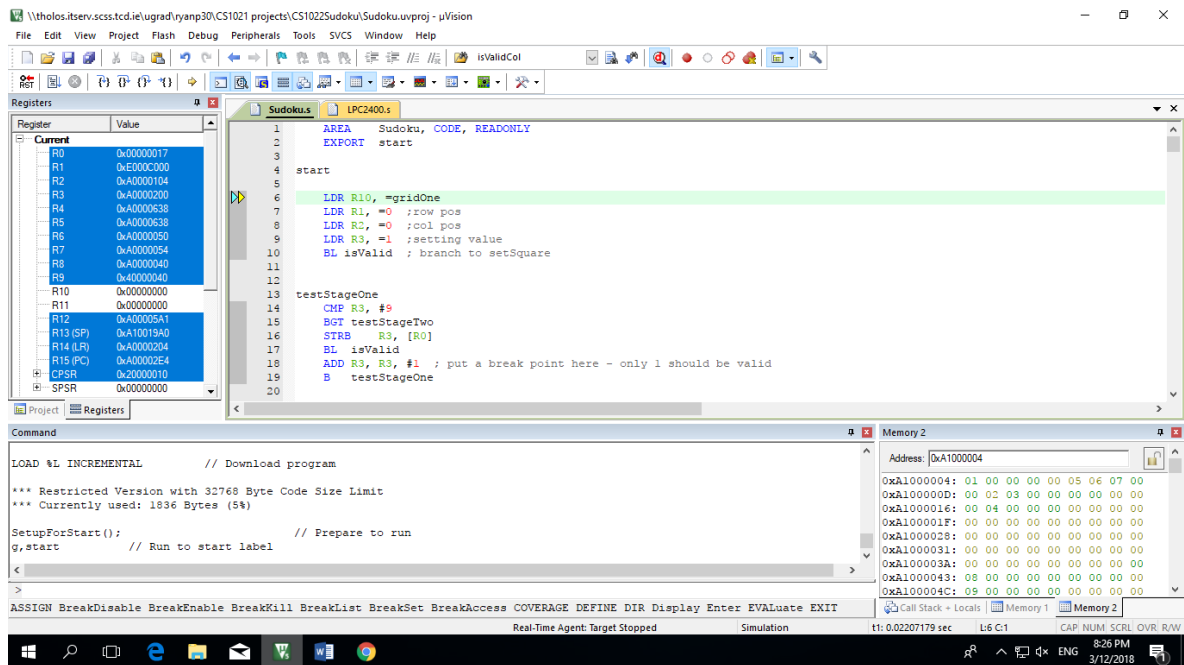 \\tholos.itserv.scss.tcd.ie\ugrad\ryanp30\CS1021 projects\CS1022Sudoku\Sudoku.uvproj - µVision
File Edit View Project Flash Debug Peripherals Tools SVCS Window Help
isValidCol
RST
Registers
Register Value
Current
R0 0x00000017
R1 0xE000C000
R2 0xA0000104
R3 0xA0000200
R4 0xA0000638
R5 0xA0000638
R6 0xA0000050
R7 0xA0000054
R8 0xA0000040
R9 0x40000040
R10 0x00000000
R11 0x00000000
R12 0xA00005A1
R13 (SP) 0xA10019A0
R14 (LR) 0xA0000204
R15 (PC) 0xA00002E4
CPSR 0x20000010
SPSR 0x00000000
Project Registers
Sudoku.s LPC2400.s
1 AREA Sudoku, CODE, READONLY
2 EXPORT start
3
4 start
5
6 LDR R10, =gridOne
7 LDR R1, =0 ;row pos
8 LDR R2, =0 ;col pos
9 LDR R3, =1 ;setting value
10 BL isValid ; branch to setSquare
11
12
13 testStageOne
14 CMP R3, #9
15 BGT testStageTwo
16 STRB R3, [R0]
17 BL isValid
18 ADD R3, R3, #1 ; put a break point here - only 1 should be valid
19 B testStageOne
20
Command
LOAD %L INCREMENTAL // Download program
*** Restricted Version with 32768 Byte Code Size Limit
*** Currently used: 1836 Bytes (5%)
SetupForStart(); // Prepare to run
g,start // Run to start label
>
ASSIGN BreakDisable BreakEnable BreakKill BreakList BreakSet BreakAccess COVERAGE DEFINE DIR Display Enter EVALuate EXIT
Memory 2
Address: 0xA1000004
0xA1000004: 01 00 00 00 00 05 06 07 00
0xA100000D: 00 02 03 00 00 00 00 00 00
0xA1000016: 00 04 00 00 00 00 00 00 00
0xA100001F: 00 00 00 00 00 00 00 00 00
0xA1000028: 00 00 00 00 00 00 00 00 00
0xA1000031: 00 00 00 00 00 00 00 00 00
0xA100003A: 00 00 00 00 00 00 00 00 00
0xA1000043: 08 00 00 00 00 00 00 00 00
0xA100004C: 09 00 00 00 00 00 00 00 00
Call Stack + Locals Memory 1 Memory 2
Real-Time Agent: Target Stopped Simulation t1: 0.02207179 sec L:6 C:1 CAP NUM SCRL OVR R/W
ENG 8:26 PM
3/12/2018